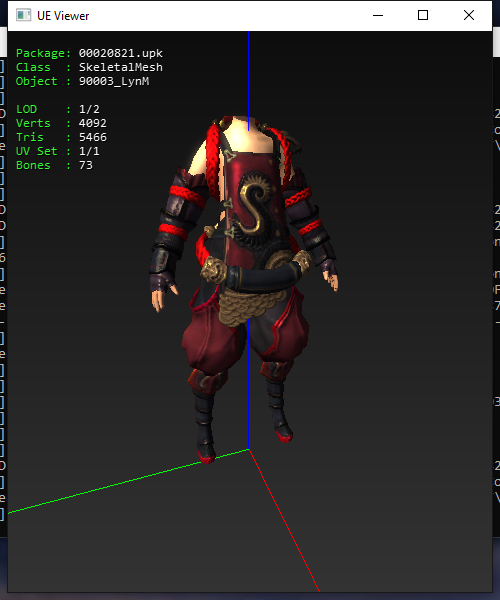 UE Viewer
Package: 00020821.upk
Class : SkeletalMesh
Object : 90003_LynM
LOD : 1/2
Verts : 4092
Tris : 5466
UV Set : 1/1
Bones : 73